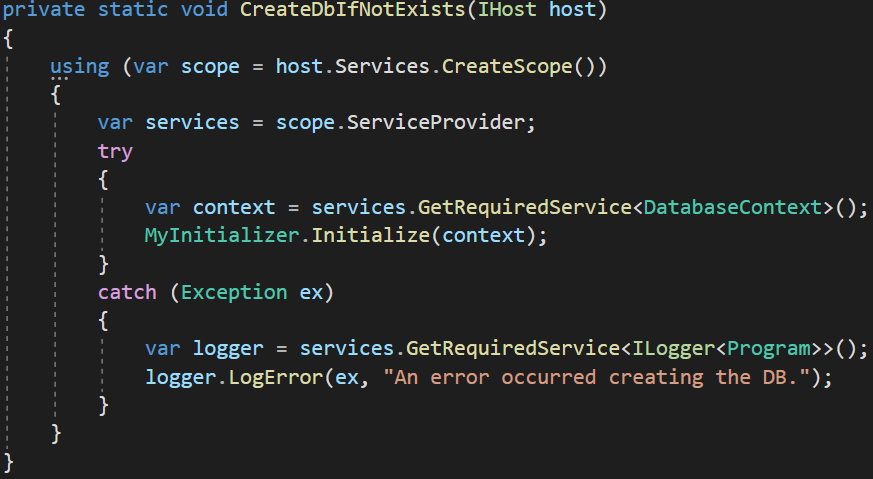 private static void CreateDbIfNotExists(IHost host)
{
    using (var scope = host.Services.CreateScope())
    {
        var services = scope.ServiceProvider;
        try
        {
            var context = services.GetRequiredService<DatabaseContext>();
            MyInitializer.Initialize(context);
        }
        catch (Exception ex)
        {
            var logger = services.GetRequiredService<ILogger<Program>>();
            logger.LogError(ex, "An error occurred creating the DB.");
        }
    }
}